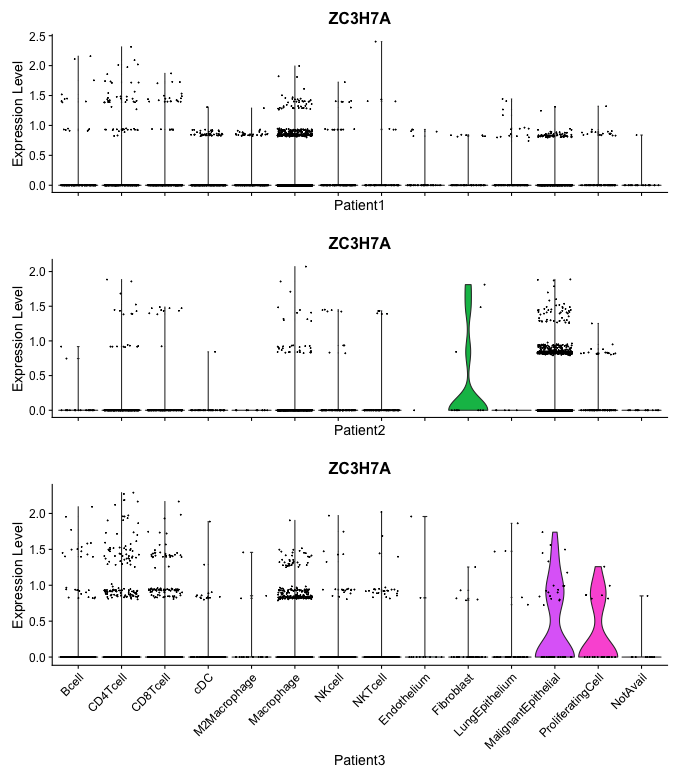 ZC3H7A
Expression Level
2.5
2.0
1.5
1.0
0.5
0.0
Patient1
ZC3H7A
Expression Level
2.0
1.5
1.0
0.5
0.0
Patient2
ZC3H7A
Expression Level
2.0
1.5
1.0
0.5
0.0
Bcell
CD4Tcell
CD8Tcell
cDC
M2Macrophage
Macrophage
NKcell
NKTcell
Endothelium
Fibroblast
LungEpithelium
MalignantEpithelial
ProliferatingCell
NotAvail
Patient3